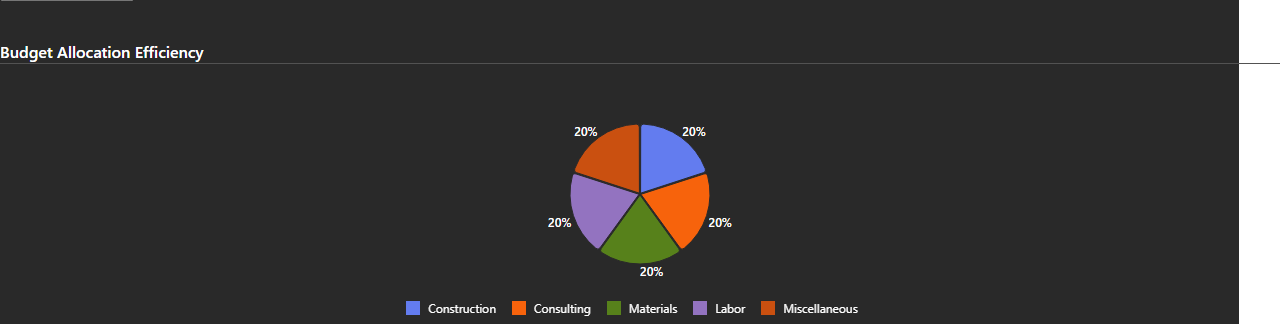 Budget Allocation Efficiency
20% 20%
20% 20%
20%
Construction Consulting Materials Labor Miscellaneous